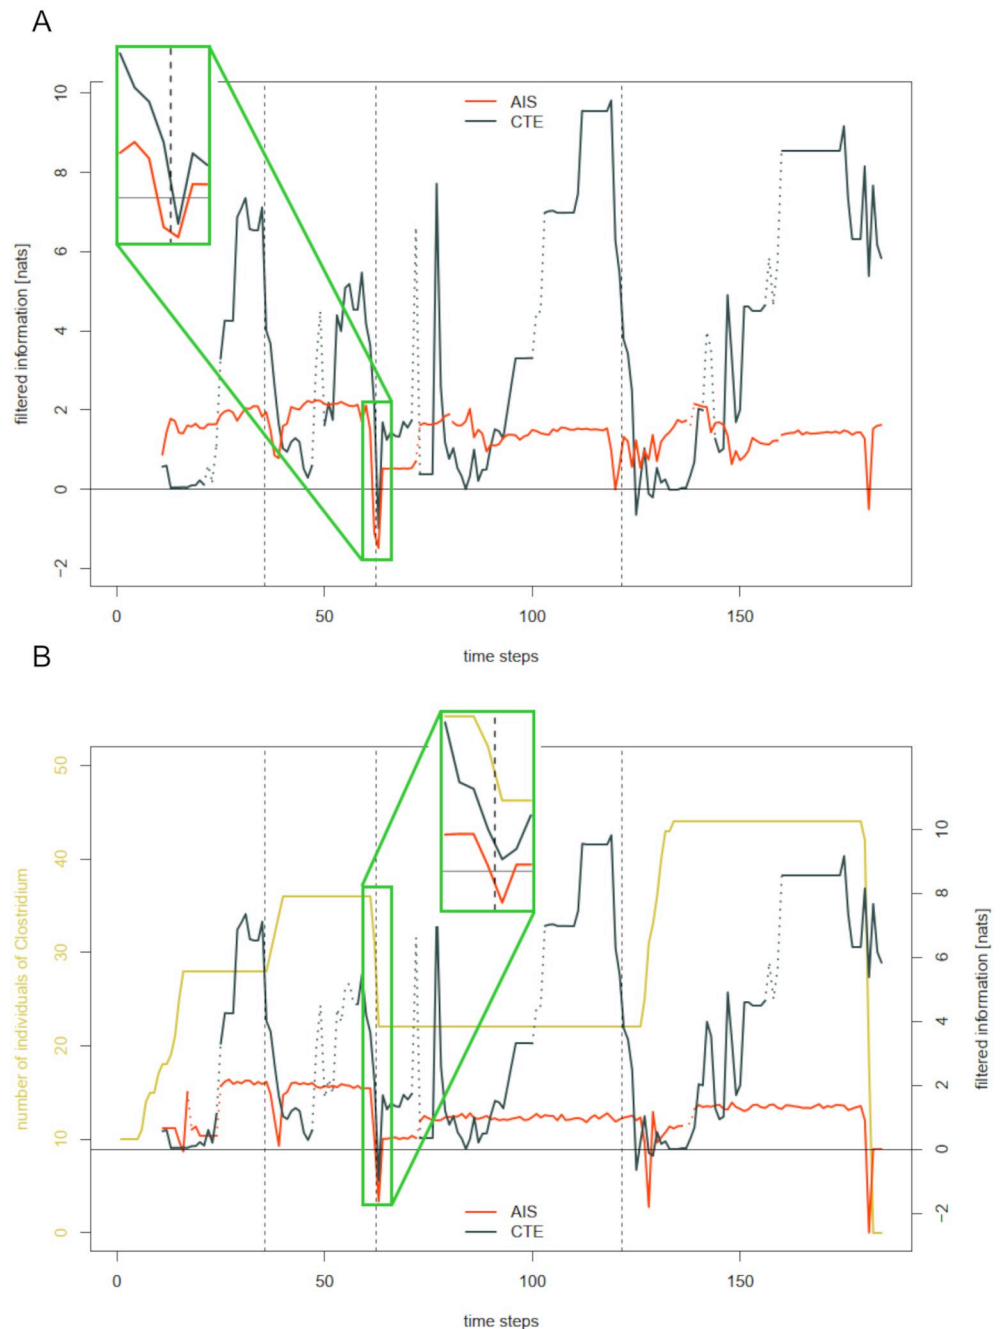 A
AIS
CTE
10
8
6
4
2
0
−2
filtered information [nats]
0 50 100 150
time steps
B
50
40
30
20
10
0
number of individuals of Clostridium
10
8
6
4
2
0
−2
filtered information [nats]
AIS
CTE
0 50 100 150
time steps